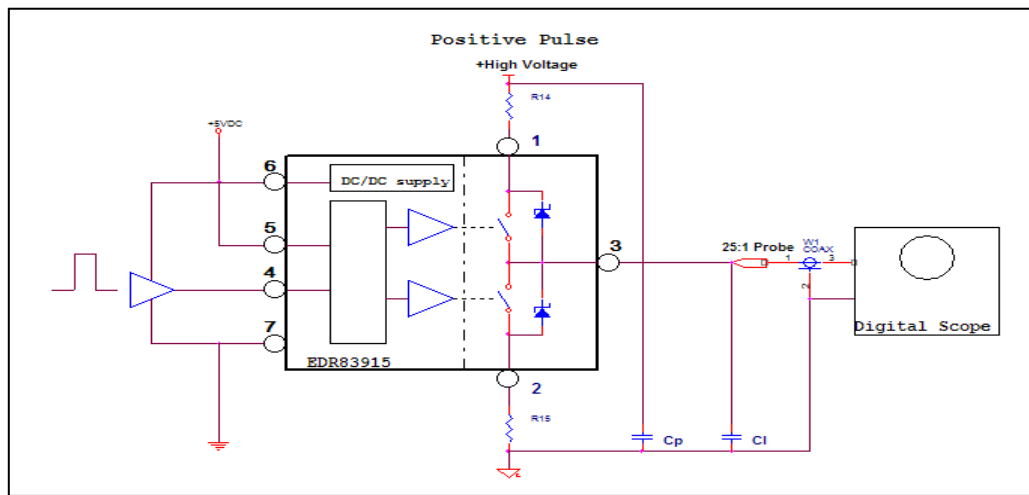 Positive Pulse
+High Voltage
R14
+5VDC
1
6
DC/DC supply
5
3
25:1 Probe
W1
COAX
1
3
2
4
7
Digital Scope
EDR83915
2
R15
Cp
Cl